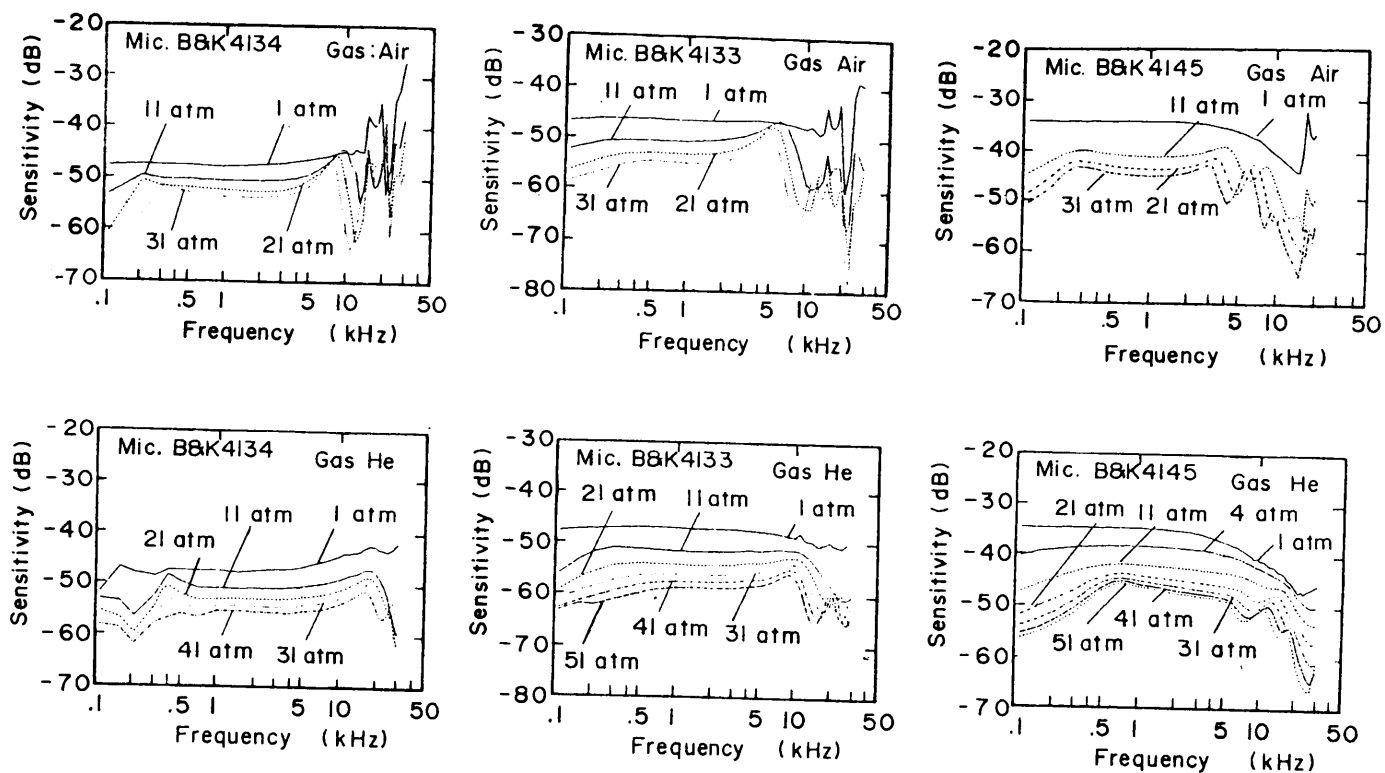 Mic. B&K4134
Gas:Air
11 atm
1 atm
31 atm
21 atm
Sensitivity (dB)
-20
-30
-40
-50
-60
-70
.1
.5
1
5
10
50
Frequency (kHz)
Mic. B&K4133
Gas Air
11 atm
1 atm
31 atm
21 atm
Sensitivity (dB)
-30
-40
-50
-60
-70
-80
.1
.5
1
5
10
50
Frequency (kHz)
Mic. B&K4145
Gas Air
11 atm
1 atm
31 atm
21 atm
Sensitivity (dB)
-20
-30
-40
-50
-60
-70
.1
.5
1
5
10
50
Frequency (kHz)
Mic. B&K4134
Gas He
21 atm
11 atm
1 atm
41 atm
31 atm
Sensitivity (dB)
-20
-30
-40
-50
-60
-70
.1
.5
1
5
10
50
Frequency (kHz)
Mic. B&K4133
Gas He
21 atm
11 atm
1 atm
51 atm
41 atm
31 atm
Sensitivity (dB)
-30
-40
-50
-60
-70
-80
.1
.5
1
5
10
50
Frequency (kHz)
Mic. B&K4145
Gas He
21 atm
11 atm
4 atm
1 atm
51 atm
41 atm
31 atm
Sensitivity (dB)
-20
-30
-40
-50
-60
-70
.1
.5
1
5
10
50
Frequency (kHz)